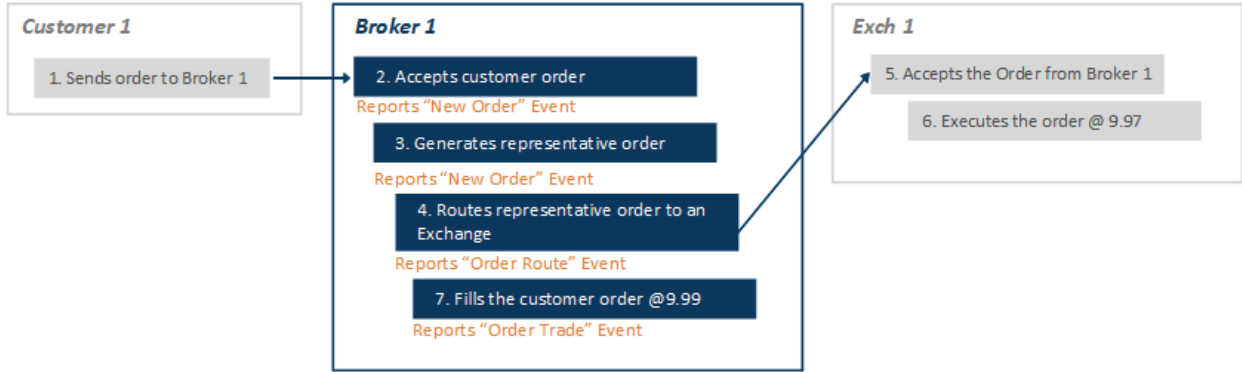 Customer 1
1. Sends order to Broker 1
Broker 1
2. Accepts customer order
Reports “New Order” Event
3. Generates representative order
Reports “New Order” Event
4. Routes representative order to an
Exchange
Reports “Order Route” Event
7. Fills the customer order @9.99
Reports “Order Trade” Event
Exch 1
5. Accepts the Order from Broker 1
6. Executes the order @ 9.97